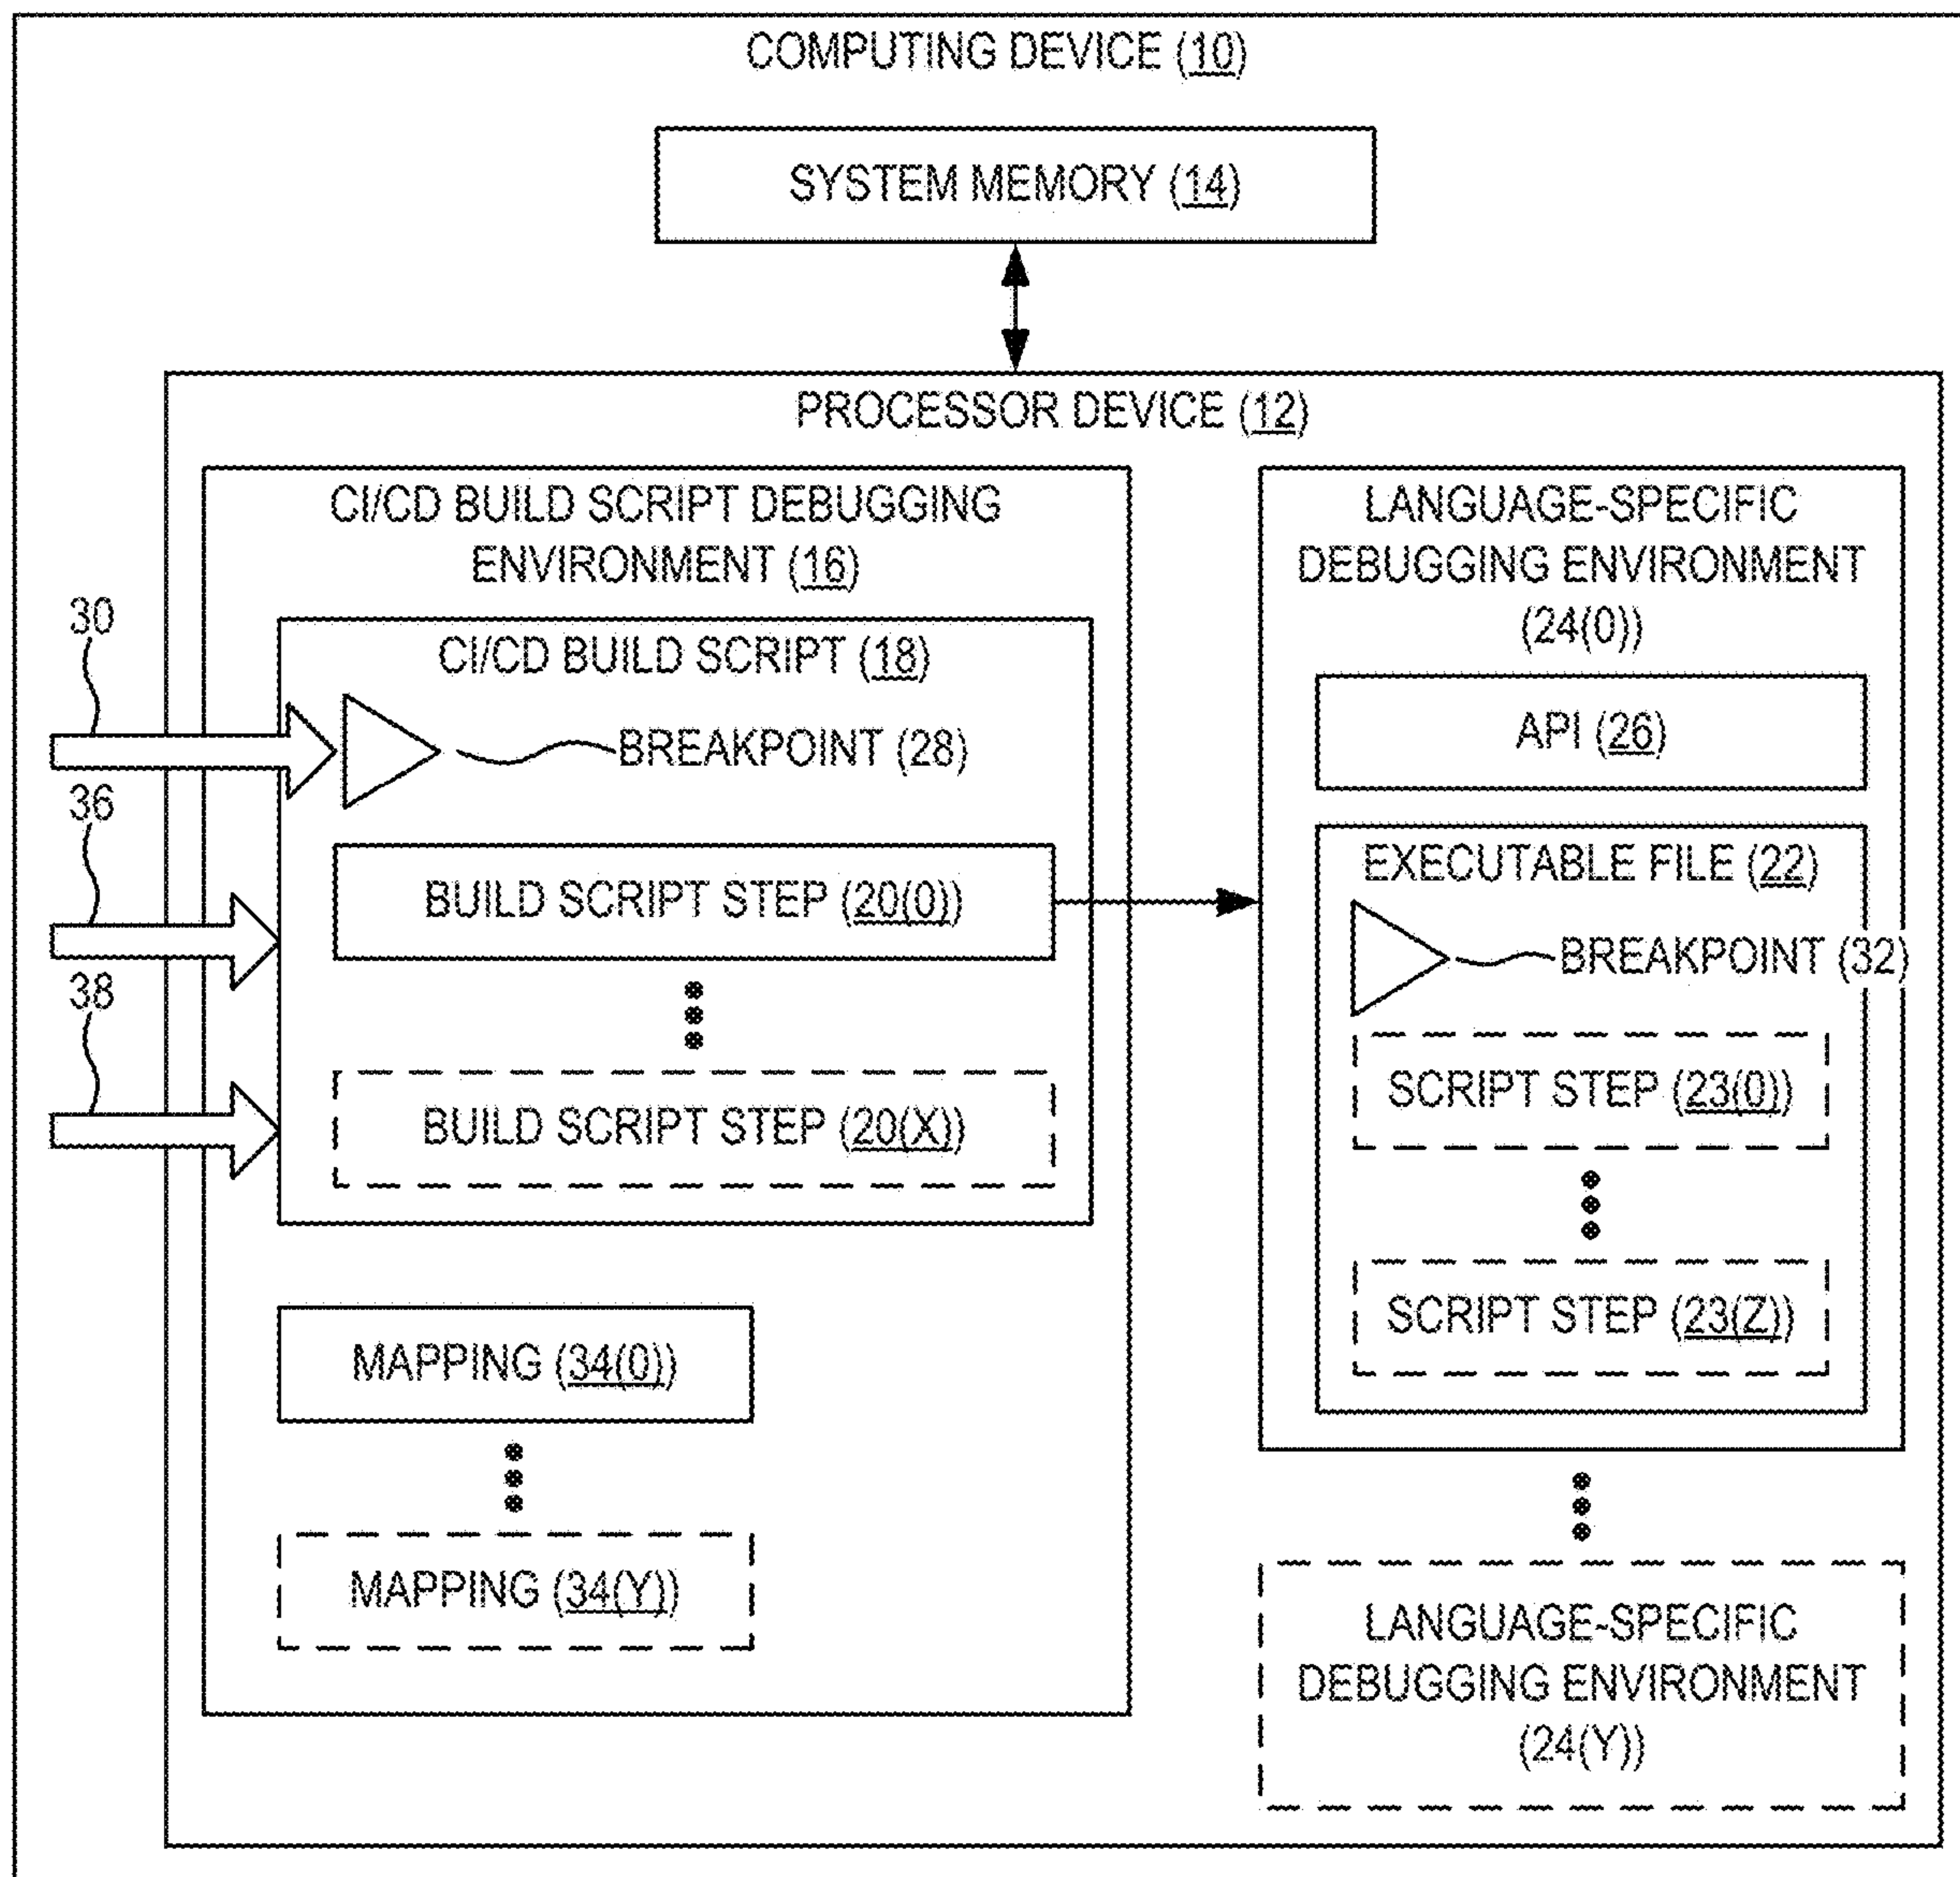 COMPUTING DEVICE (10)
SYSTEM MEMORY (14)
PROCESSOR DEVICE (12)
CI/CD BUILD SCRIPT DEBUGGING
ENVIRONMENT (16)
30
CI/CD BUILD SCRIPT (18)
BREAKPOINT (28)
36
BUILD SCRIPT STEP (20(0))
38
BUILD SCRIPT STEP (20(X))
MAPPING (34(0))
MAPPING (34(Y))
LANGUAGE-SPECIFIC
DEBUGGING ENVIRONMENT
(24(0))
API (26)
EXECUTABLE FILE (22)
BREAKPOINT (32)
SCRIPT STEP (23(0))
SCRIPT STEP (23(Z))
LANGUAGE-SPECIFIC
DEBUGGING ENVIRONMENT
(24(Y))